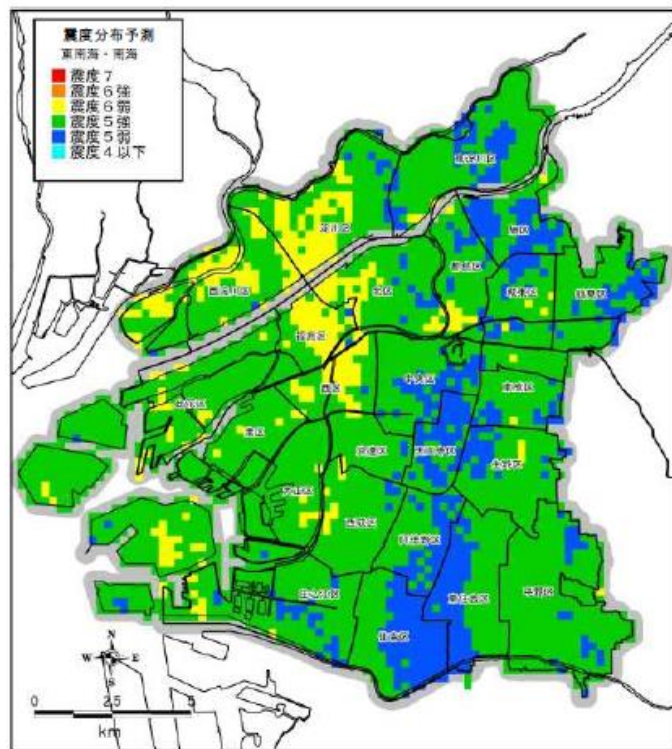 震度分布予測
東南海・南海
震度7
震度6強
震度6弱
震度5強
震度5弱
震度4以下
東淀川区
淀川区
旭区
西淀川区
北区
都島区
城東区
鶴見区
福島区
此花区
西区
中央区
東成区
港区
浪速区
天王寺区
生野区
大正区
西成区
阿倍野区
住之江区
住吉区
東住吉区
平野区
N
W
E
S
0
2.5
5
km